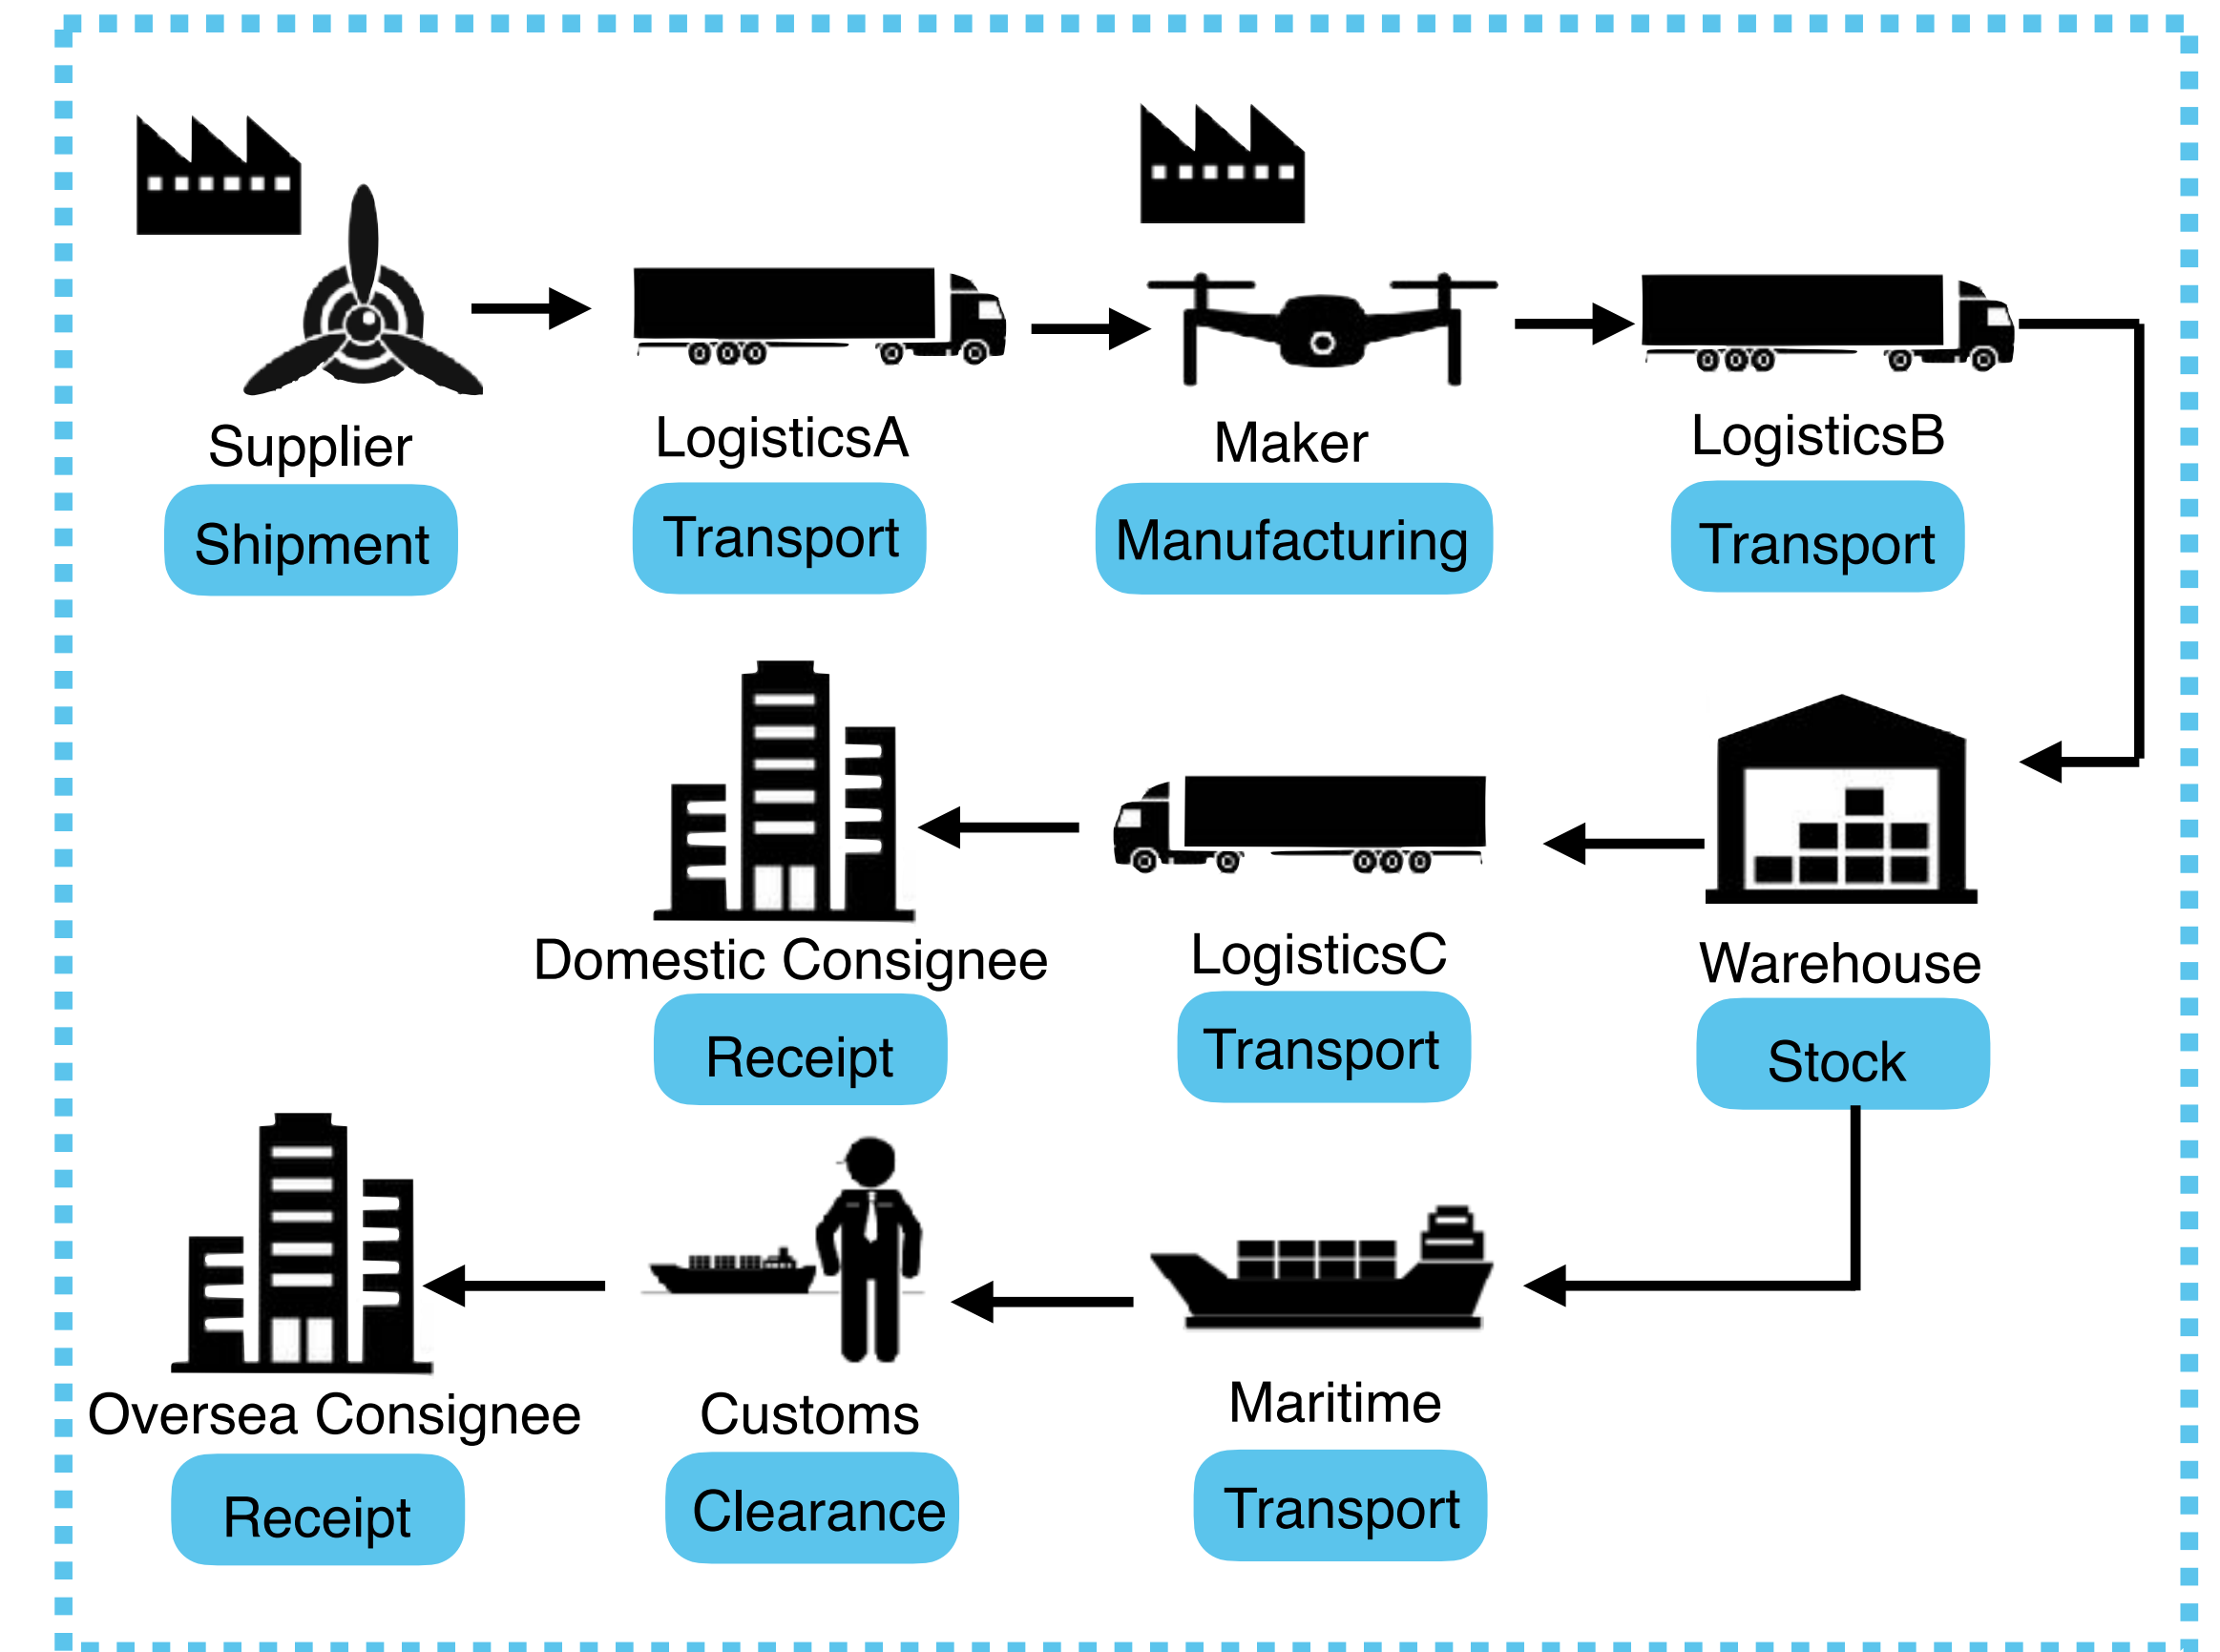 Supplier
Shipment
LogisticsA
Transport
Maker
Manufacturing
LogisticsB
Transport
Domestic Consignee
Receipt
LogisticsC
Transport
Warehouse
Stock
Oversea Consignee
Receipt
Customs
Clearance
Maritime
Transport